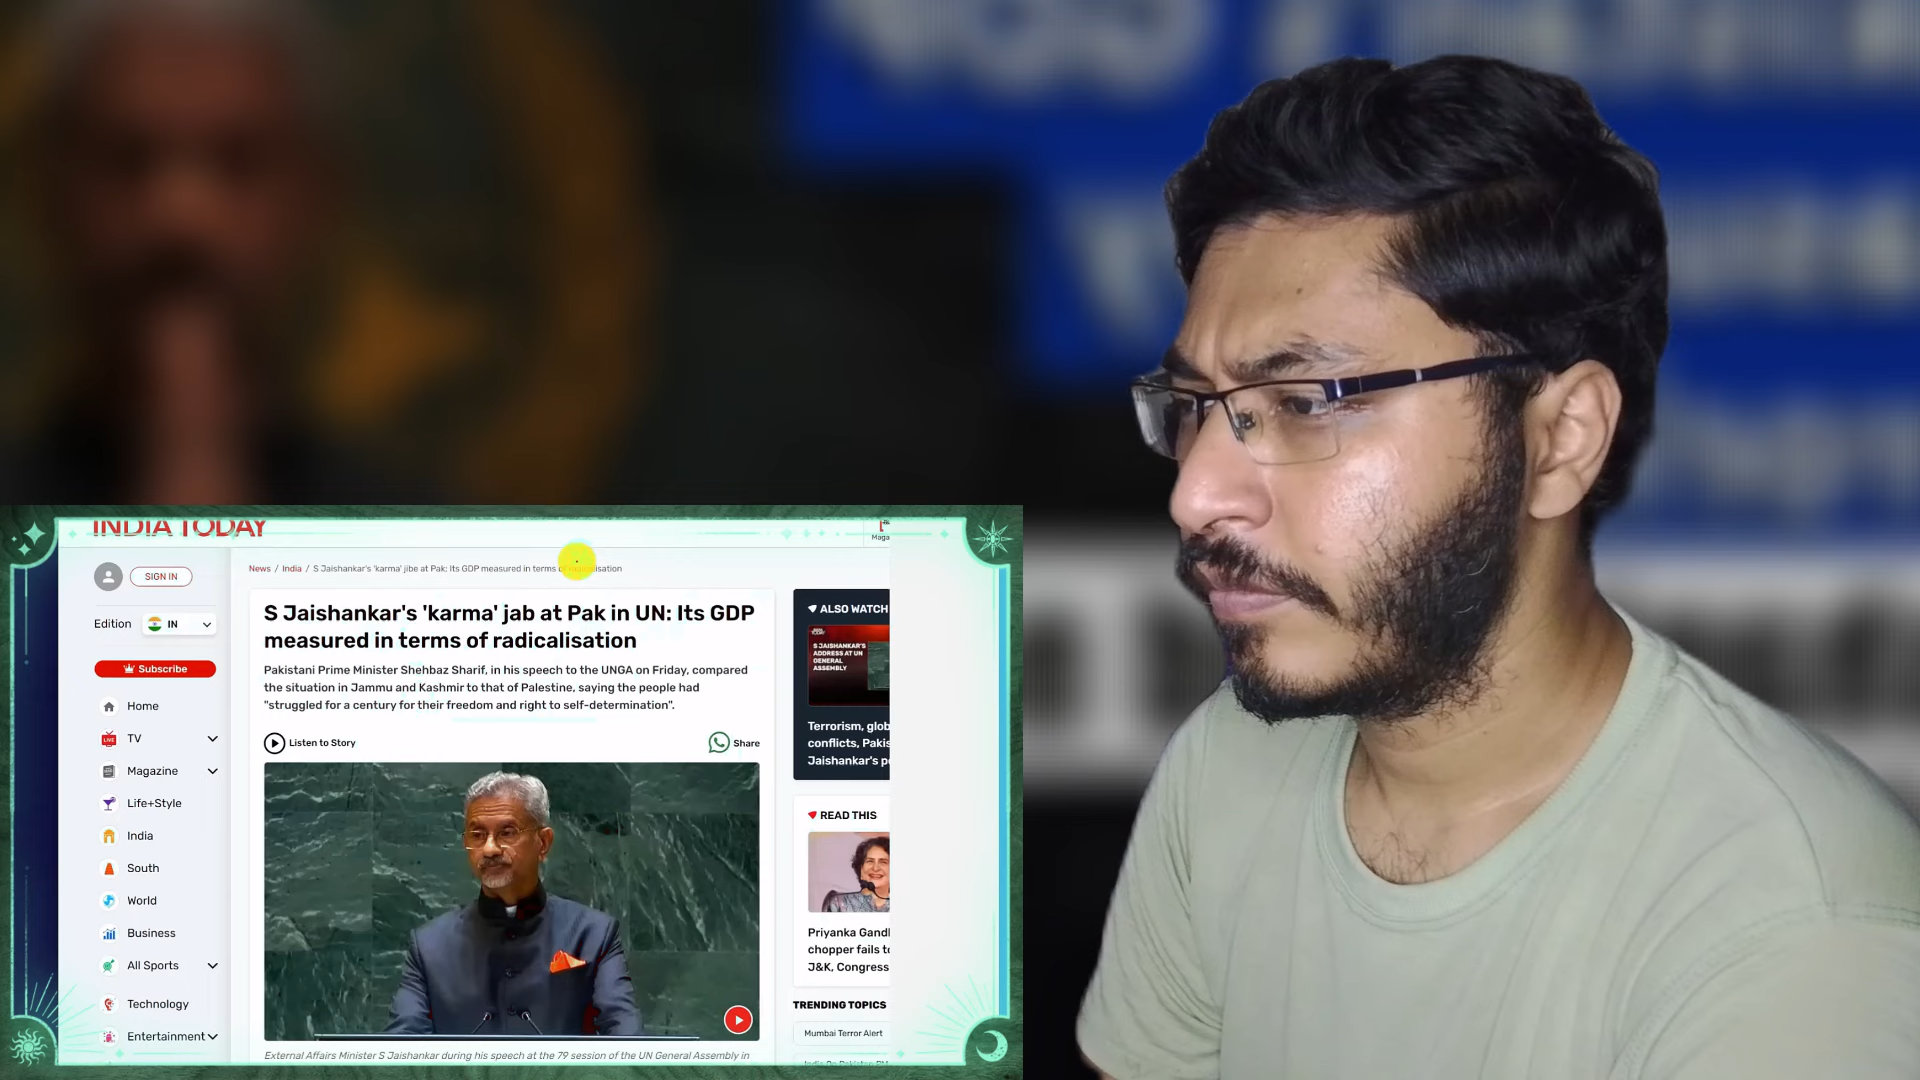 INDIA TODAY
Maga
SIGN IN
Edition
IN
Subscribe
Home
TV
Magazine
Life+Style
India
South
World
Business
All Sports
Technology
Entertainment
News / India / S Jaishankar's 'karma' jibe at Pak: Its GDP measured in terms of radicalisation
S Jaishankar's 'karma' jab at Pak in UN: Its GDP
measured in terms of radicalisation
Pakistani Prime Minister Shehbaz Sharif, in his speech to the UNGA on Friday, compared
the situation in Jammu and Kashmir to that of Palestine, saying the people had
"struggled for a century for their freedom and right to self-determination".
Listen to Story
Share
External Affairs Minister S Jaishankar during his speech at the 79 session of the UN General Assembly in
ALSO WATCH
S JAISHANKAR'S
ADDRESS AT UN
GENERAL
ASSEMBLY
Terrorism, glob
conflicts, Pakis
Jaishankar's p
READ THIS
Priyanka Gandh
chopper fails to
J&K, Congress
TRENDING TOPICS
Mumbai Terror Alert